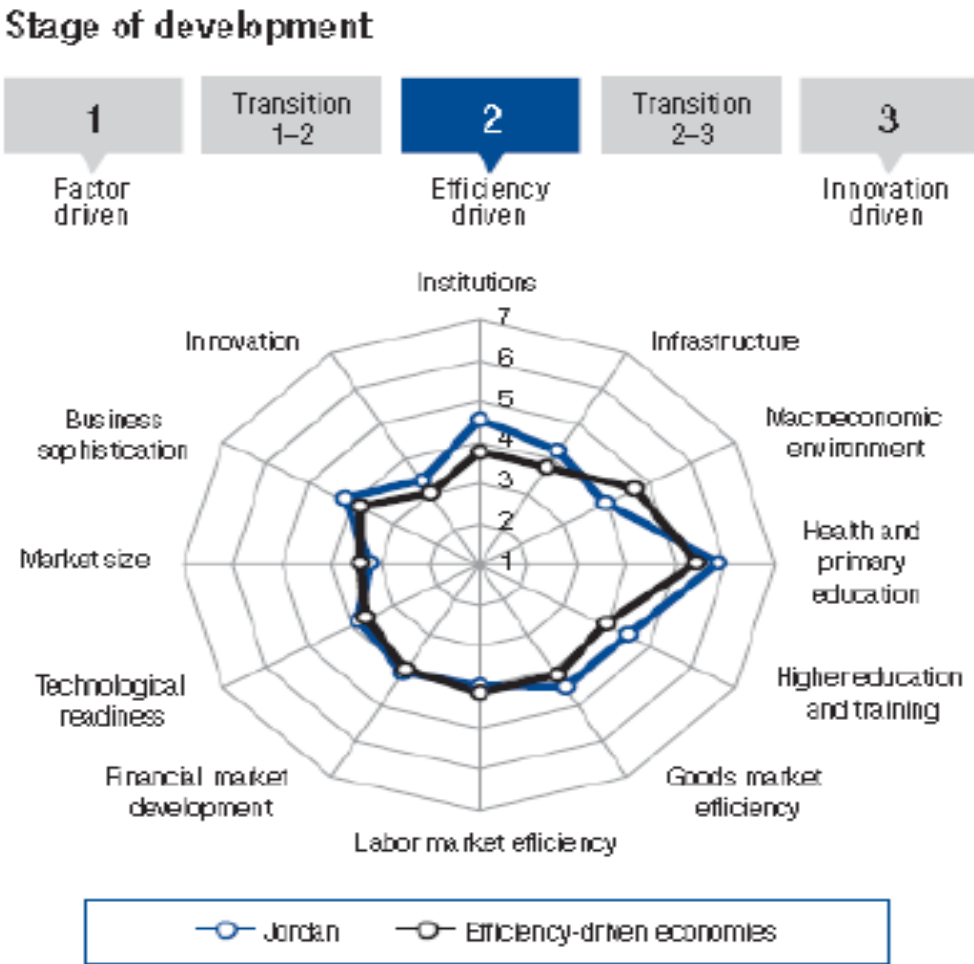 Stage of development
1
Transition
1–2
2
Transition
2–3
3
Factor
driven
Efficiency
driven
Innovation
driven
Institutions
7
6
5
4
3
2
1
Innovation
Infrastructure
Business
sophistication
Macroeconomic
environment
Market size
Health and
primary
education
Technological
readiness
Higher education
and training
Financial market
development
Goods market
efficiency
Labor market efficiency
Jordan
Efficiency-driven economies